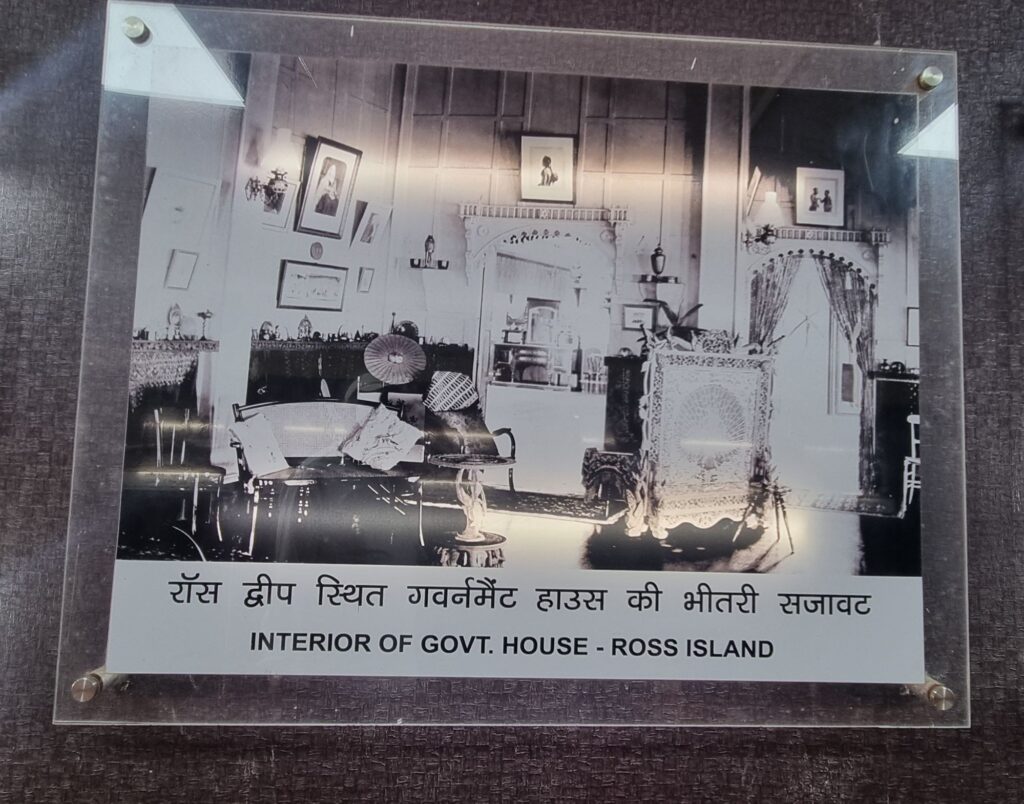 रॉस द्वीप स्थित गवर्नमैंट हाउस की भीतरी सजावट
INTERIOR OF GOVT. HOUSE - ROSS ISLAND